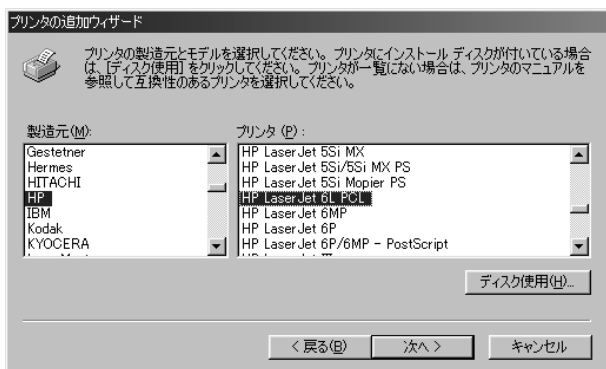 プリンタの追加ウィザード
プリンタの製造元とモデルを選択してください。プリンタにインストール ディスクが付いている場合
は、[ディスク使用] をクリックしてください。プリンタが一覧にない場合は、プリンタのマニュアルを
参照して互換性のあるプリンタを選択してください。
製造元(M):
Gestetner
Hermes
HITACHI
HP
IBM
Kodak
KYOCERA
プリンタ (P) :
HP LaserJet 5Si MX
HP LaserJet 5Si/5Si MX PS
HP LaserJet 5Si Mopier PS
HP LaserJet 6L PCL
HP LaserJet 6MP
HP LaserJet 6P
HP LaserJet 6P/6MP - PostScript
ディスク使用(H)...
< 戻る(B)
次へ >
キャンセル